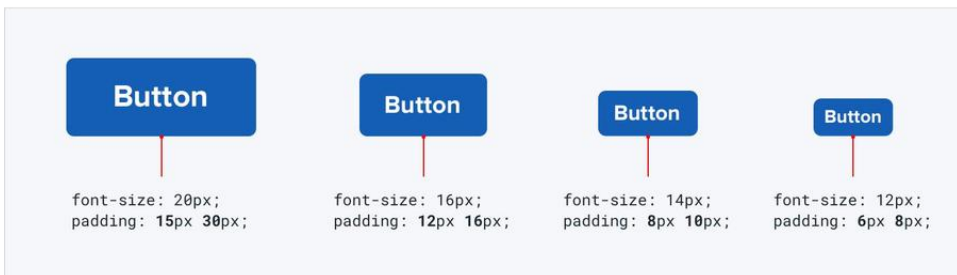 Button
Button
Button
Button
font-size: 20px;
padding: 15px 30px;
font-size: 16px;
padding: 12px 16px;
font-size: 14px;
padding: 8px 10px;
font-size: 12px;
padding: 6px 8px;